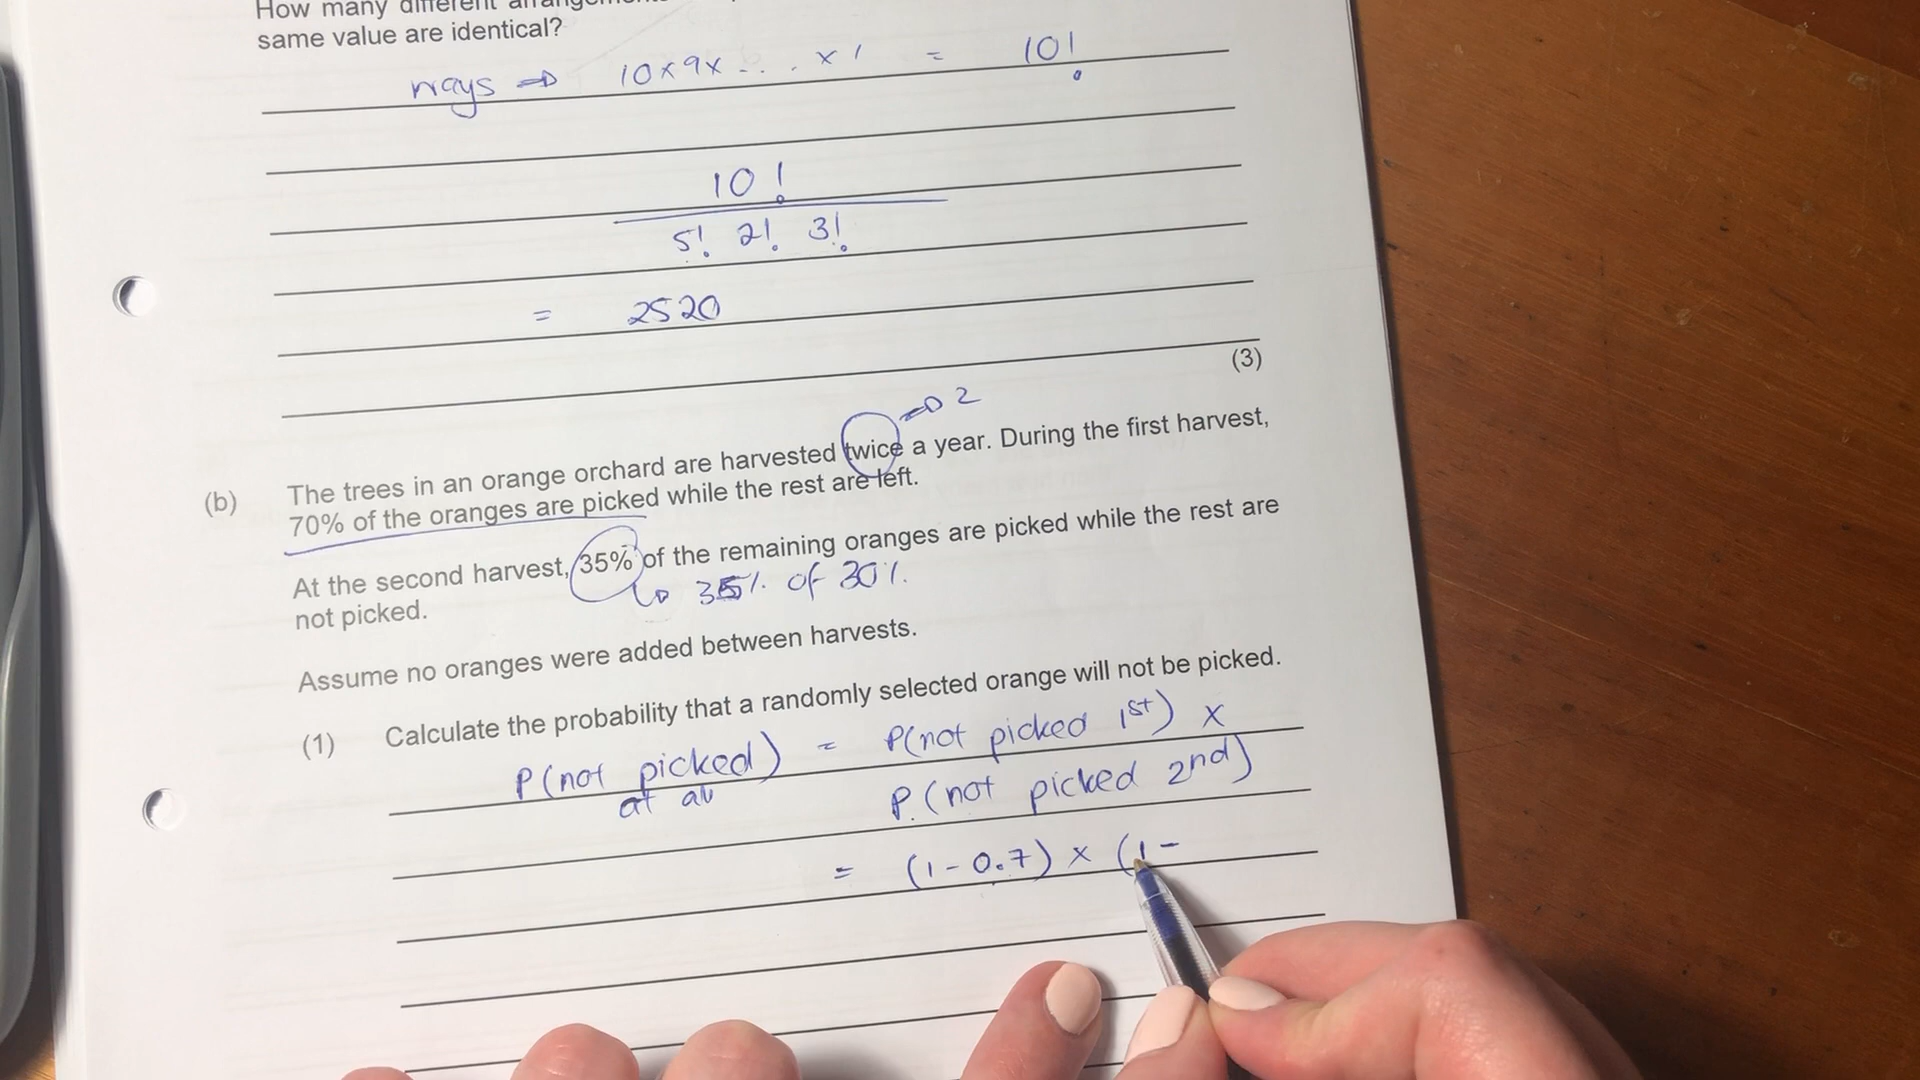 How many different
same value are identical?
ways ⇒ 10×9×... ×1 = 10!
10!
5! 2! 3!
= 2520
(3)
⇒ 2
(b) The trees in an orange orchard are harvested twice a year. During the first harvest,
70% of the oranges are picked while the rest are left.
At the second harvest, 35% of the remaining oranges are picked while the rest are
not picked.
↳ 35% of 30%.
Assume no oranges were added between harvests.
(1) Calculate the probability that a randomly selected orange will not be picked.
P(not picked) = P(not picked 1st) ×
at all
P(not picked 2nd)
= (1-0.7) × (1-